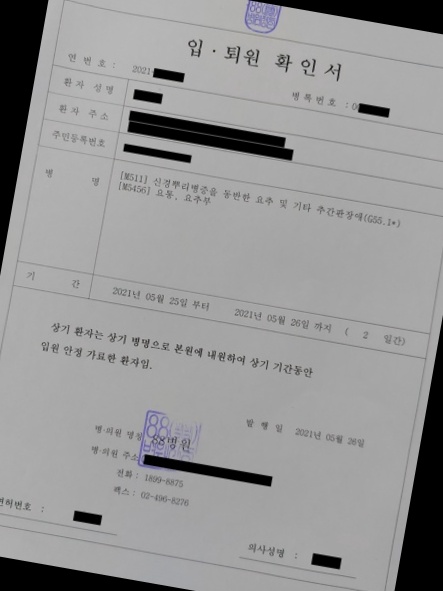 입 · 퇴원 확인서
연 번 호 : 2021-
병록번호 : 0
환자 성명
환자 주소
주민등록번호
병 명
[M511] 신경뿌리병증을 동반한 요추 및 기타 추간판장애(G55.1*)
[M5456] 요통, 요추부
기 간
2021년 05월 25일 부터 2021년 05월 26일 까지 ( 2 일간)
상기 환자는 상기 병명으로 본원에 내원하여 상기 기간동안
입원 안정 가료한 환자임.
발 행 일 2021년 05월 26일
병·의원 명칭 88병원
병·의원 주소
전화 : 1899-8875
팩스 : 02-496-8276
면허번호 :
의사성명 :